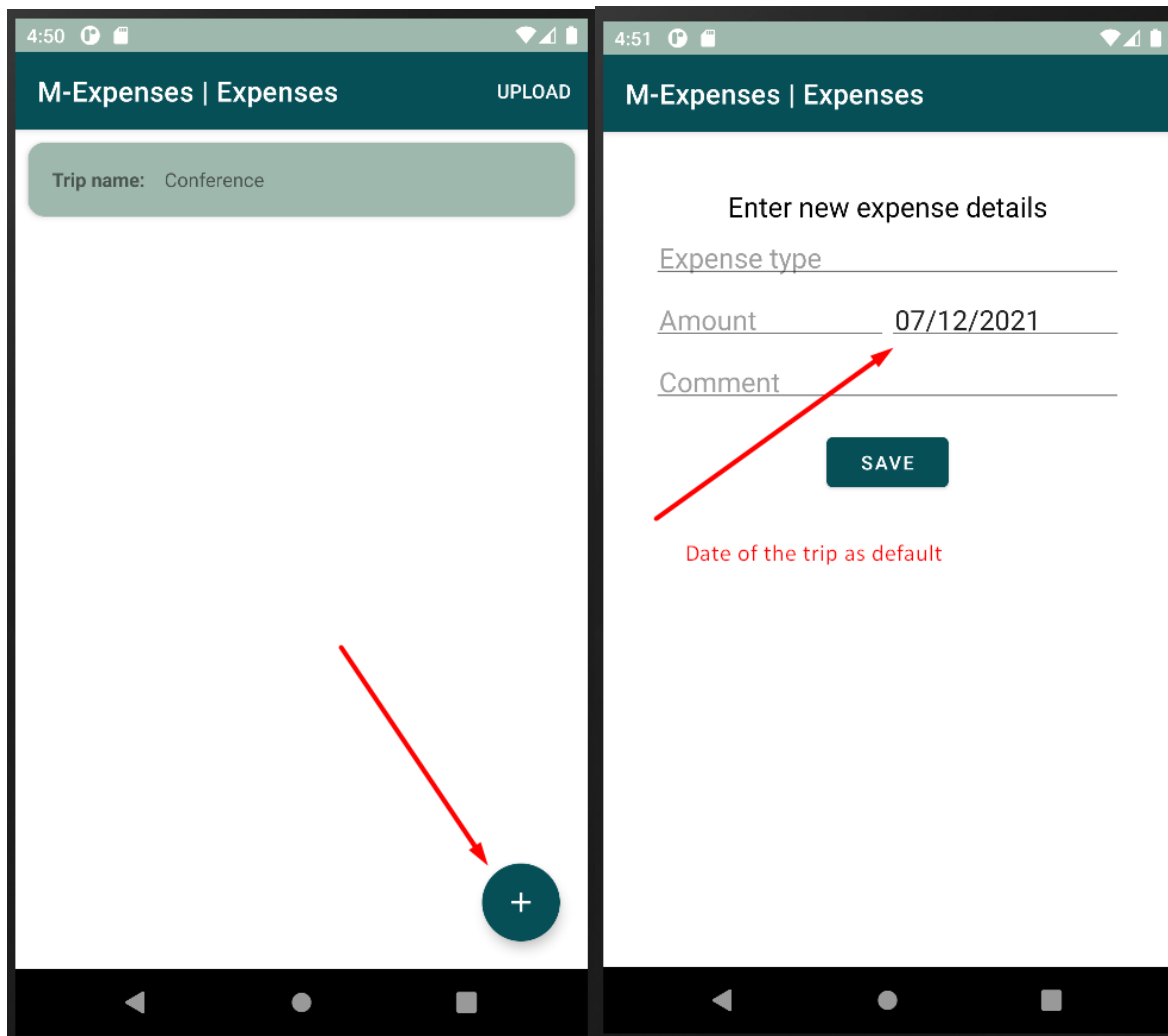 4:50
M-Expenses | Expenses UPLOAD
Trip name: Conference
+
4:51
M-Expenses | Expenses
Enter new expense details
Expense type
Amount 07/12/2021
Comment
SAVE
Date of the trip as default